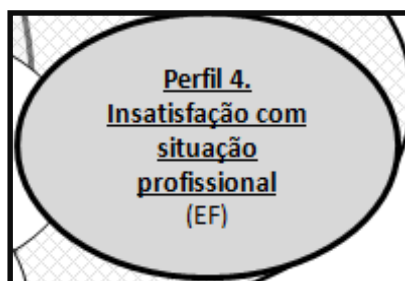 Perfil 4.
Insatisfação com
situação
profissional
(EF)